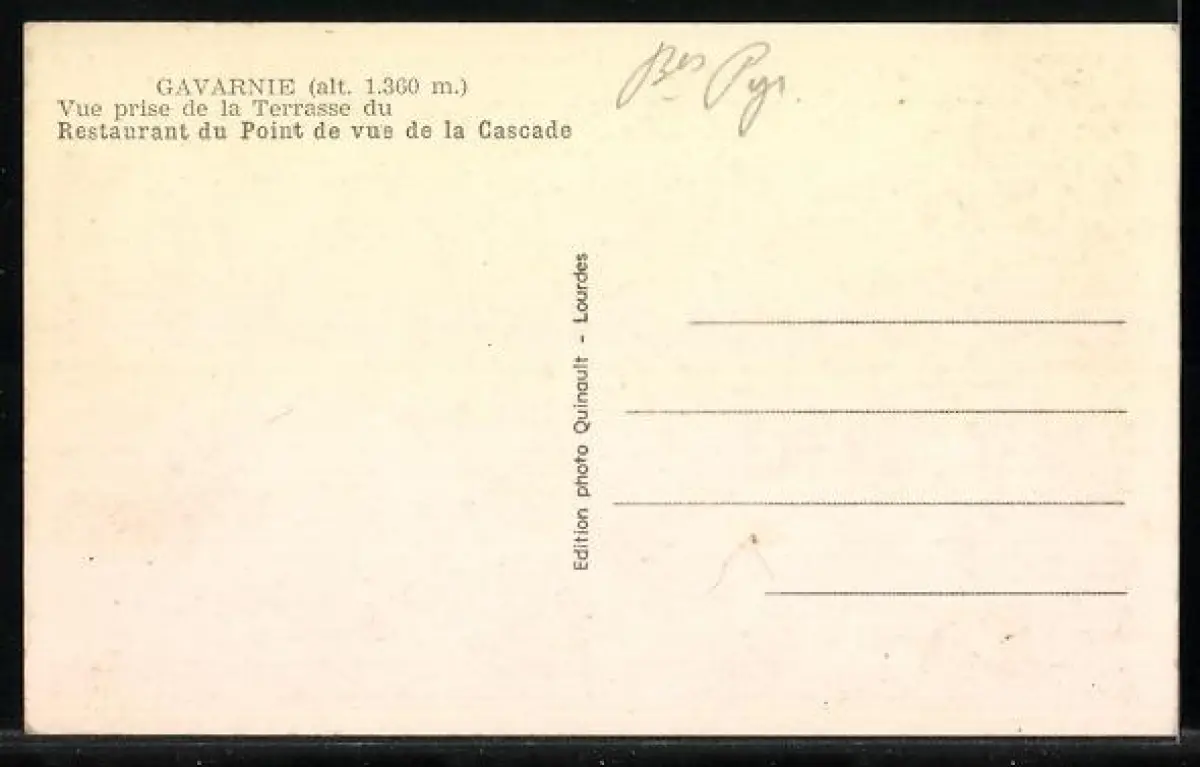 GAVARNIE (alt. 1.360 m.)
Vue prise de la Terrasse du
Restaurant du Point de vue de la Cascade
Bes Pyr.
Edition photo Quinault - Lourdes